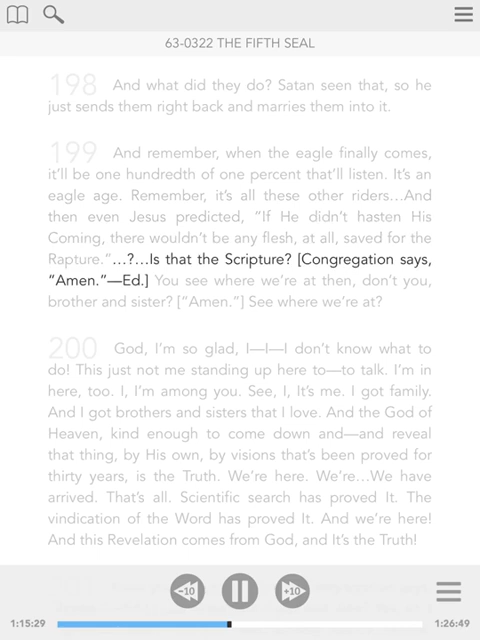 63-0322 THE FIFTH SEAL
198 And what did they do? Satan seen that, so he
just sends them right back and marries them into it.
199 And remember, when the eagle finally comes,
it'll be one hundredth of one percent that'll listen. It's an
eagle age. Remember, it's all these other riders…And
then even Jesus predicted, “If He didn't hasten His
Coming, there wouldn't be any flesh, at all, saved for the
Rapture.”…?…Is that the Scripture? [Congregation says,
“Amen.”—Ed.] You see where we're at then, don't you,
brother and sister? [“Amen.”] See where we're at?
200 God, I'm so glad, I—I—I don't know what to
do! This just not me standing up here to—to talk. I'm in
here, too. I, I'm among you. See, I, It's me. I got family.
And I got brothers and sisters that I love. And the God of
Heaven, kind enough to come down and—and reveal
that thing, by His own, by visions that's been proved for
thirty years, is the Truth. We're here. We're…We have
arrived. That's all. Scientific search has proved It. The
vindication of the Word has proved It. And we're here!
And this Revelation comes from God, and It's the Truth!
-10 +10
1:15:29 1:26:49